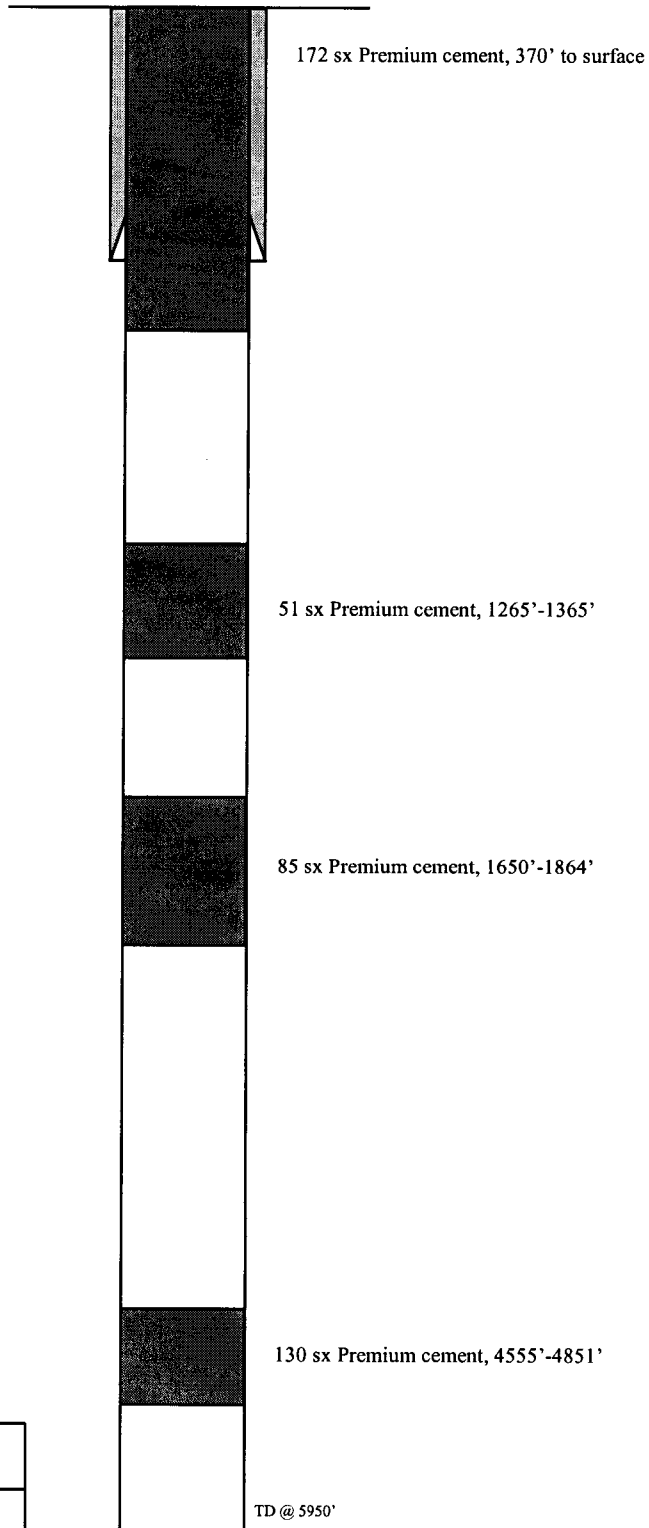 172 sx Premium cement, 370’ to surface
51 sx Premium cement, 1265’-1365’
85 sx Premium cement, 1650’-1864’
130 sx Premium cement, 4555’-4851’
TD @ 5950’